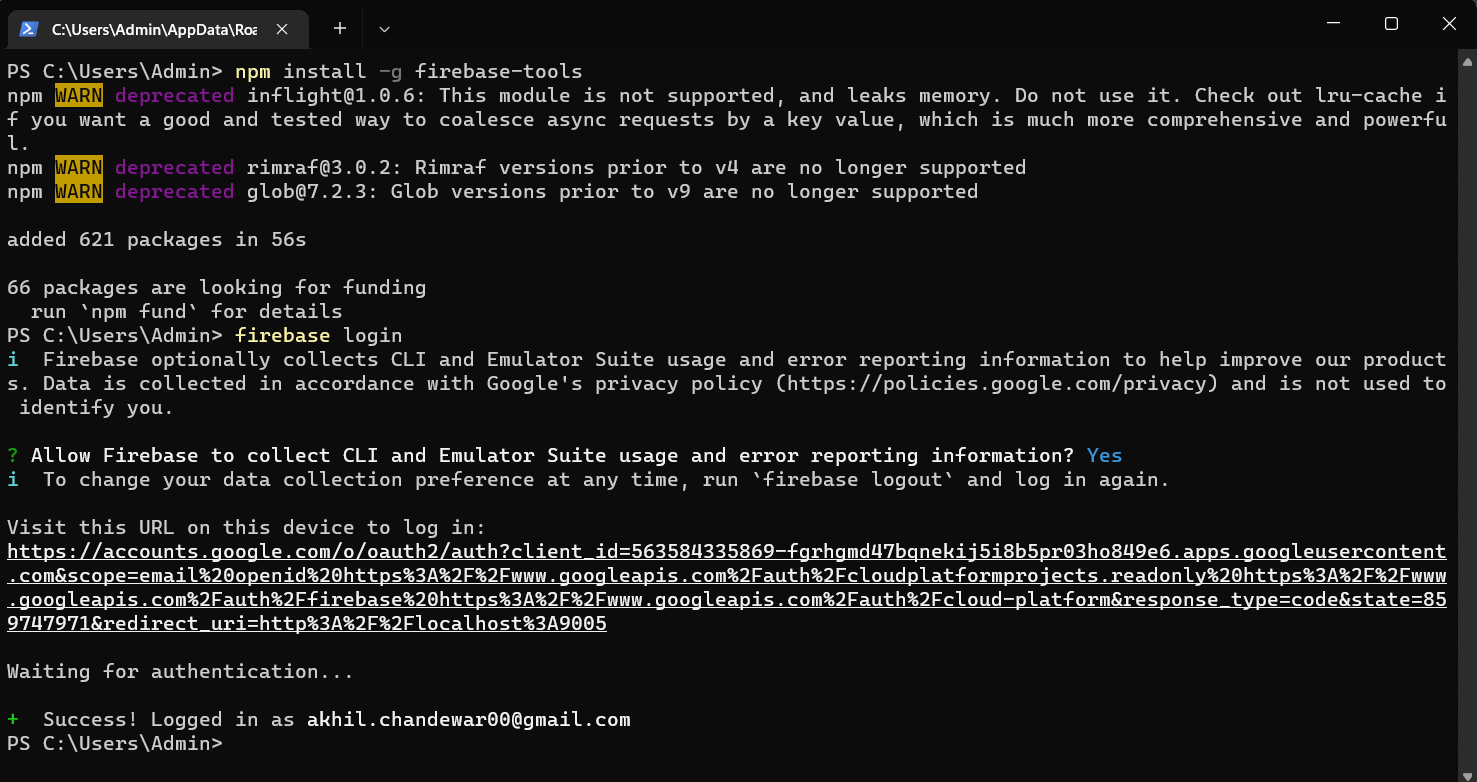 C:\Users\Admin\AppData\Roa
PS C:\Users\Admin> npm install -g firebase-tools
npm WARN deprecated inflight@1.0.6: This module is not supported, and leaks memory. Do not use it. Check out lru-cache i
f you want a good and tested way to coalesce async requests by a key value, which is much more comprehensive and powerfu
l.
npm WARN deprecated rimraf@3.0.2: Rimraf versions prior to v4 are no longer supported
npm WARN deprecated glob@7.2.3: Glob versions prior to v9 are no longer supported
added 621 packages in 56s
66 packages are looking for funding
  run `npm fund` for details
PS C:\Users\Admin> firebase login
i  Firebase optionally collects CLI and Emulator Suite usage and error reporting information to help improve our product
s. Data is collected in accordance with Google's privacy policy (https://policies.google.com/privacy) and is not used to
 identify you.
? Allow Firebase to collect CLI and Emulator Suite usage and error reporting information? Yes
i  To change your data collection preference at any time, run `firebase logout` and log in again.
Visit this URL on this device to log in:
https://accounts.google.com/o/oauth2/auth?client_id=563584335869-fgrhgmd47bqnekij5i8b5pr03ho849e6.apps.googleusercontent
.com&scope=email%20openid%20https%3A%2F%2Fwww.googleapis.com%2Fauth%2Fcloudplatformprojects.readonly%20https%3A%2F%2Fwww
.googleapis.com%2Fauth%2Ffirebase%20https%3A%2F%2Fwww.googleapis.com%2Fauth%2Fcloud-platform&response_type=code&state=85
9747971&redirect_uri=http%3A%2F%2Flocalhost%3A9005
Waiting for authentication...
+  Success! Logged in as akhil.chandewar00@gmail.com
PS C:\Users\Admin>